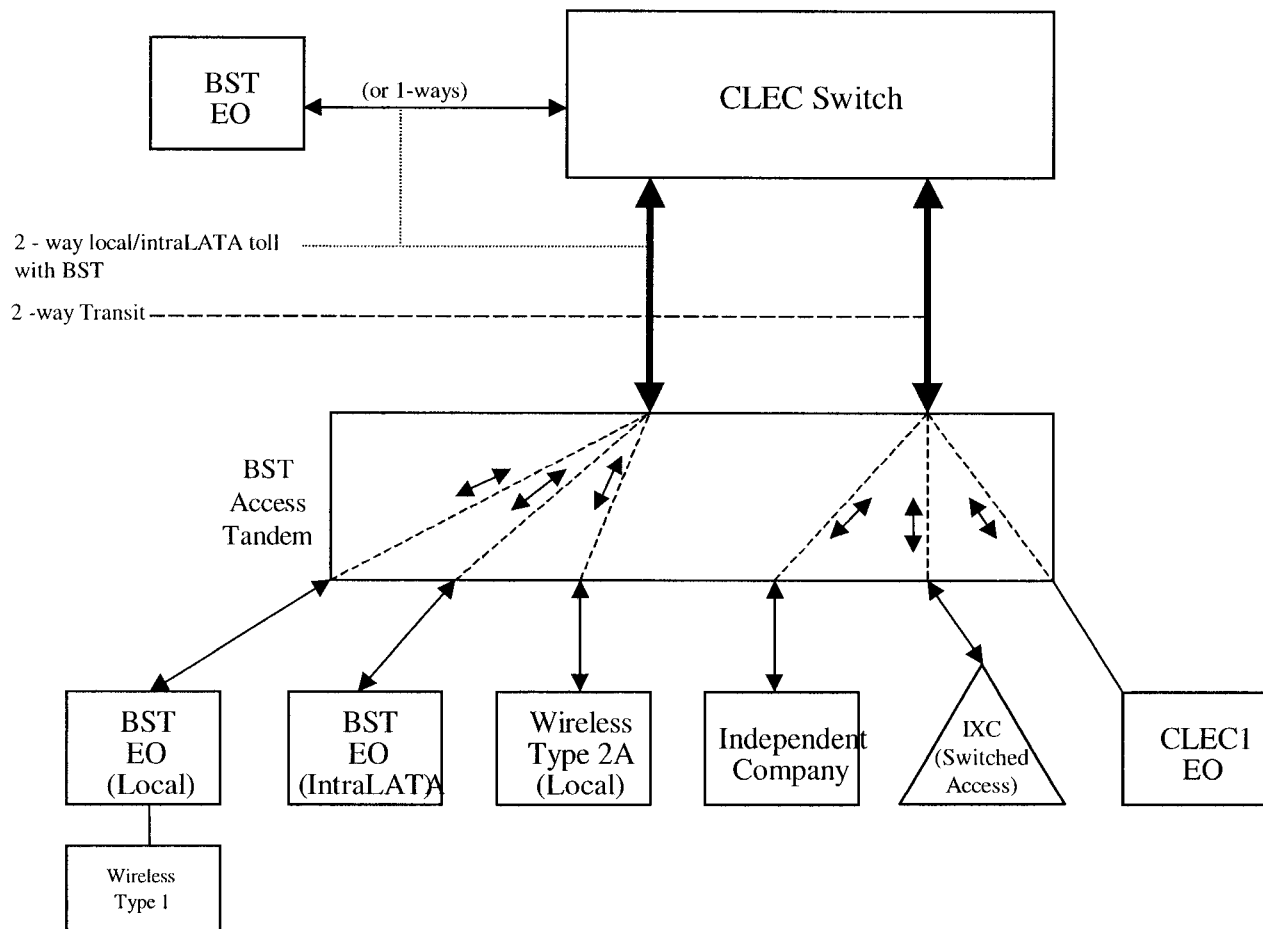 BST
EO
(or 1-ways)
CLEC Switch
2 - way local/intraLATA toll
with BST
2 -way Transit
BST
Access
Tandem
BST
EO
(Local)
BST
EO
(IntraLATA)
Wireless
Type 2A
(Local)
Independent
Company
IXC
(Switched
Access)
CLEC1
EO
Wireless
Type 1